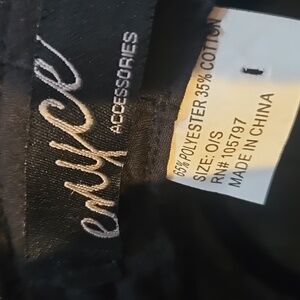 enyce
ACCESSORIES
65% POLYESTER 35% COTTON
SIZE: O/S
RN# 105797
MADE IN CHINA